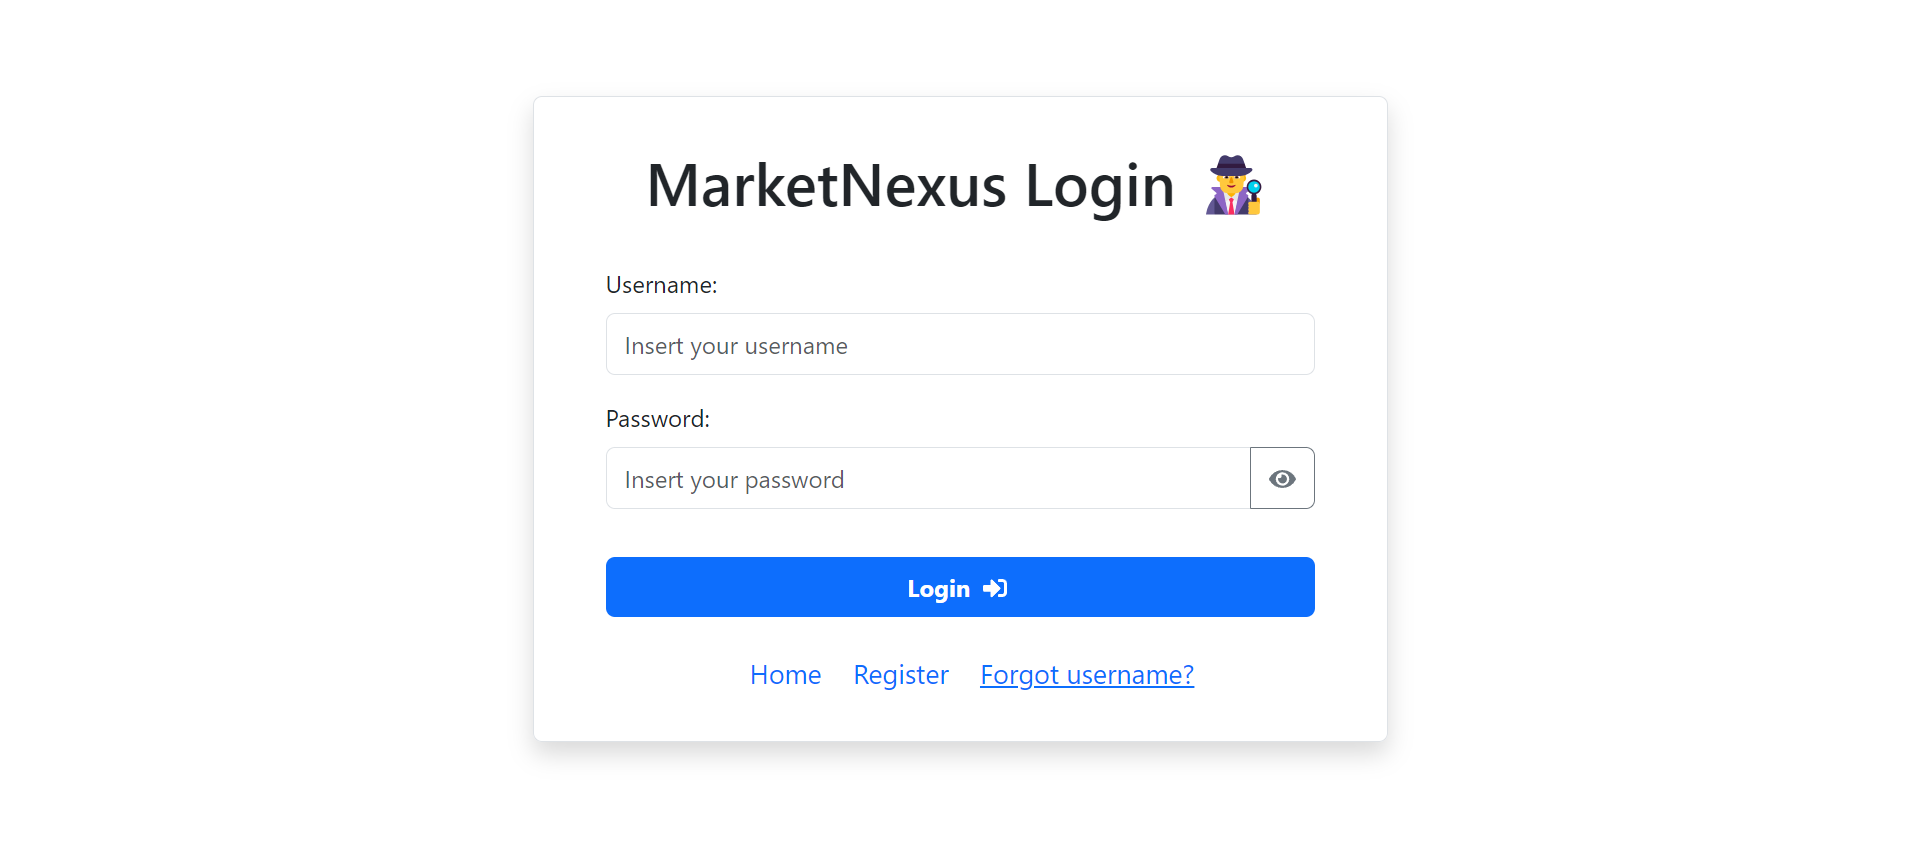 MarketNexus Login
Username:
Insert your username
Password:
Insert your password
Login
Home Register Forgot username?